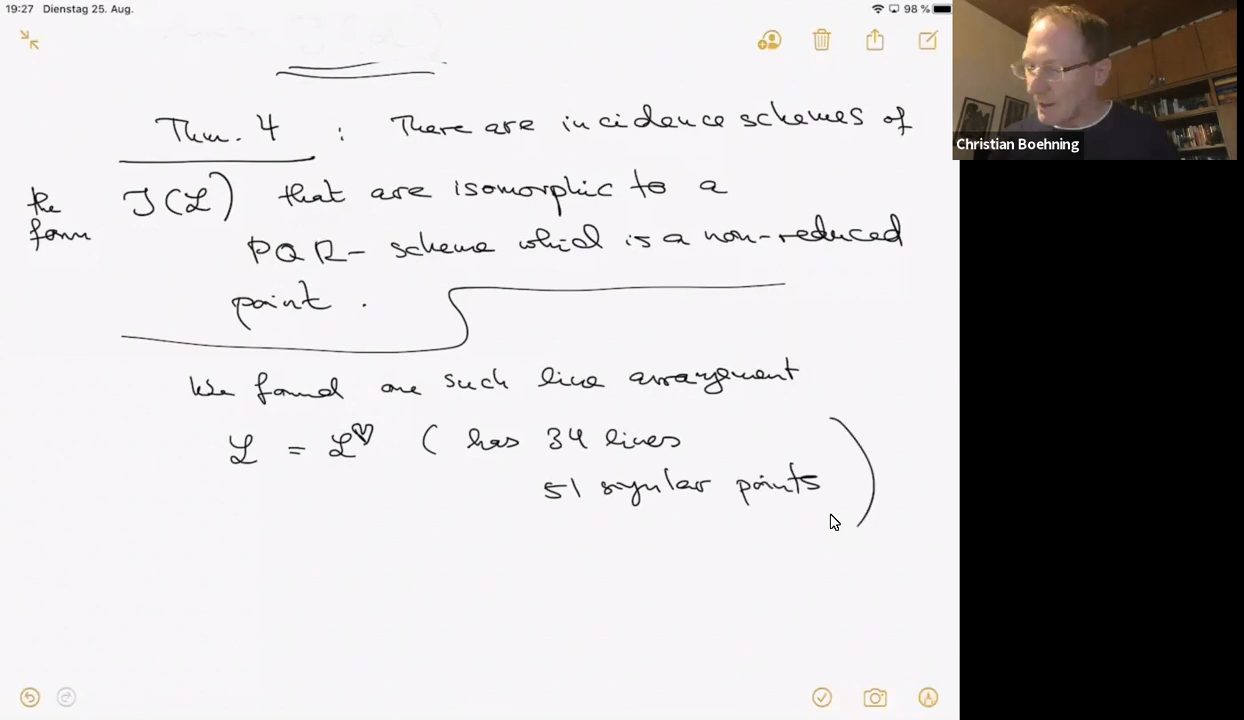 19:27 Dienstag 25. Aug.
98 %
Christian Boehning
Thm. 4 : There are incidence schemes of
the form I(L) that are isomorphic to a
PQR- scheme which is a non-reduced
point.
We found one such line arrangement
L = L♡ ( has 34 lines
51 singular points )